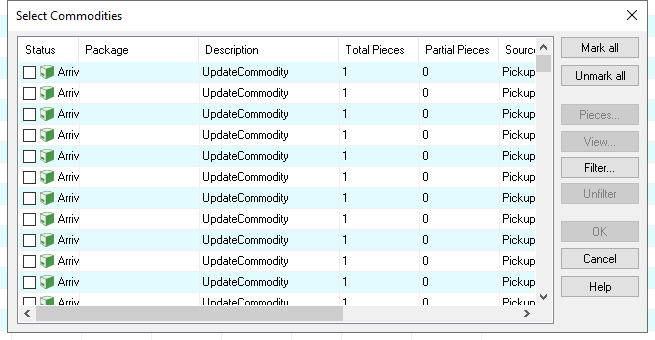 Select Commodities
Status Package Description Total Pieces Partial Pieces Source
Arriv UpdateCommodity 1 0 Pickup
Arriv UpdateCommodity 1 0 Pickup
Arriv UpdateCommodity 1 0 Pickup
Arriv UpdateCommodity 1 0 Pickup
Arriv UpdateCommodity 1 0 Pickup
Arriv UpdateCommodity 1 0 Pickup
Arriv UpdateCommodity 1 0 Pickup
Arriv UpdateCommodity 1 0 Pickup
Arriv UpdateCommodity 1 0 Pickup
Arriv UpdateCommodity 1 0 Pickup
Arriv UpdateCommodity 1 0 Pickup
Arriv UpdateCommodity 1 0 Pickup
Mark all
Unmark all
Pieces...
View...
Filter...
Unfilter
OK
Cancel
Help